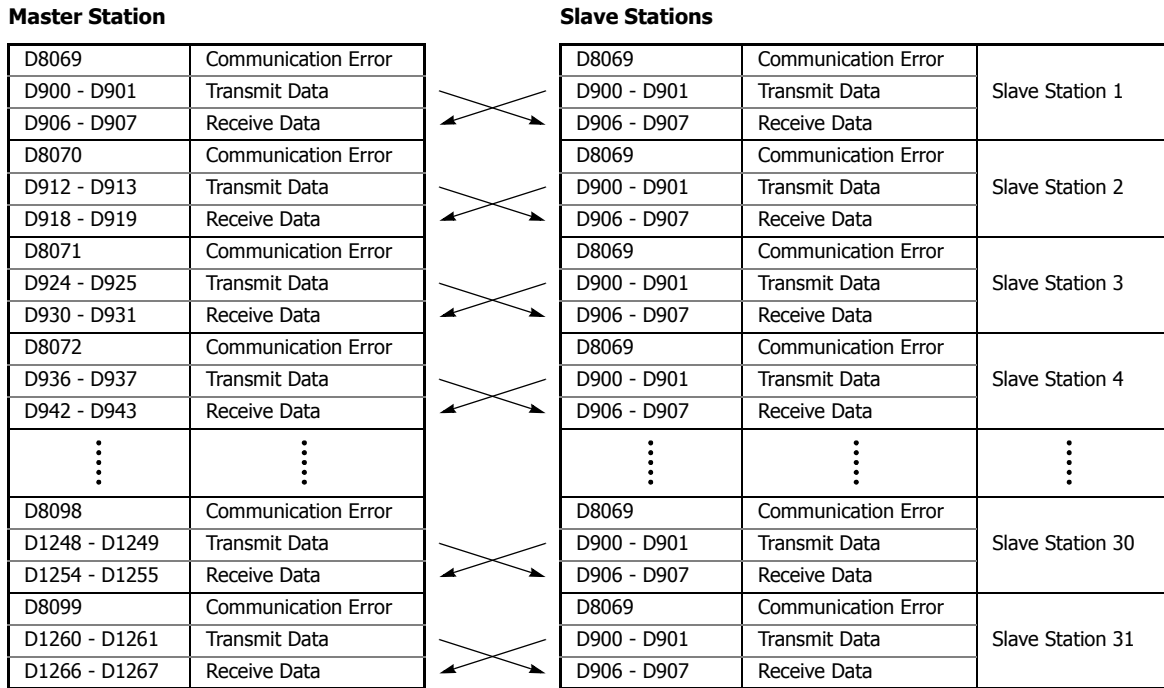 Master Station Slave Stations
D8069 Communication Error D8069 Communication Error
D900 - D901 Transmit Data D900 - D901 Transmit Data Slave Station 1
D906 - D907 Receive Data D906 - D907 Receive Data
D8070 Communication Error D8069 Communication Error
D912 - D913 Transmit Data D900 - D901 Transmit Data Slave Station 2
D918 - D919 Receive Data D906 - D907 Receive Data
D8071 Communication Error D8069 Communication Error
D924 - D925 Transmit Data D900 - D901 Transmit Data Slave Station 3
D930 - D931 Receive Data D906 - D907 Receive Data
D8072 Communication Error D8069 Communication Error
D936 - D937 Transmit Data D900 - D901 Transmit Data Slave Station 4
D942 - D943 Receive Data D906 - D907 Receive Data
D8098 Communication Error D8069 Communication Error
D1248 - D1249 Transmit Data D900 - D901 Transmit Data Slave Station 30
D1254 - D1255 Receive Data D906 - D907 Receive Data
D8099 Communication Error D8069 Communication Error
D1260 - D1261 Transmit Data D900 - D901 Transmit Data Slave Station 31
D1266 - D1267 Receive Data D906 - D907 Receive Data